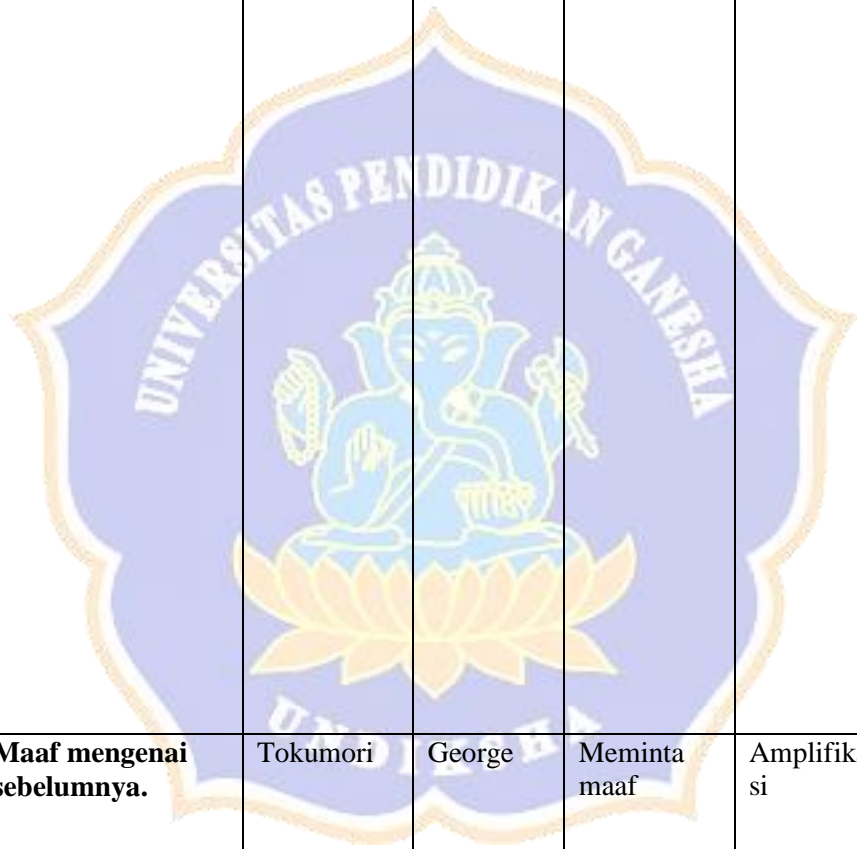 UNIVERSITAS PENDIDIKAN GANESHA
UNDIKSHA
Maaf mengenai
sebelumnya.
Tokumori
George
Meminta
maaf
Amplifik
si